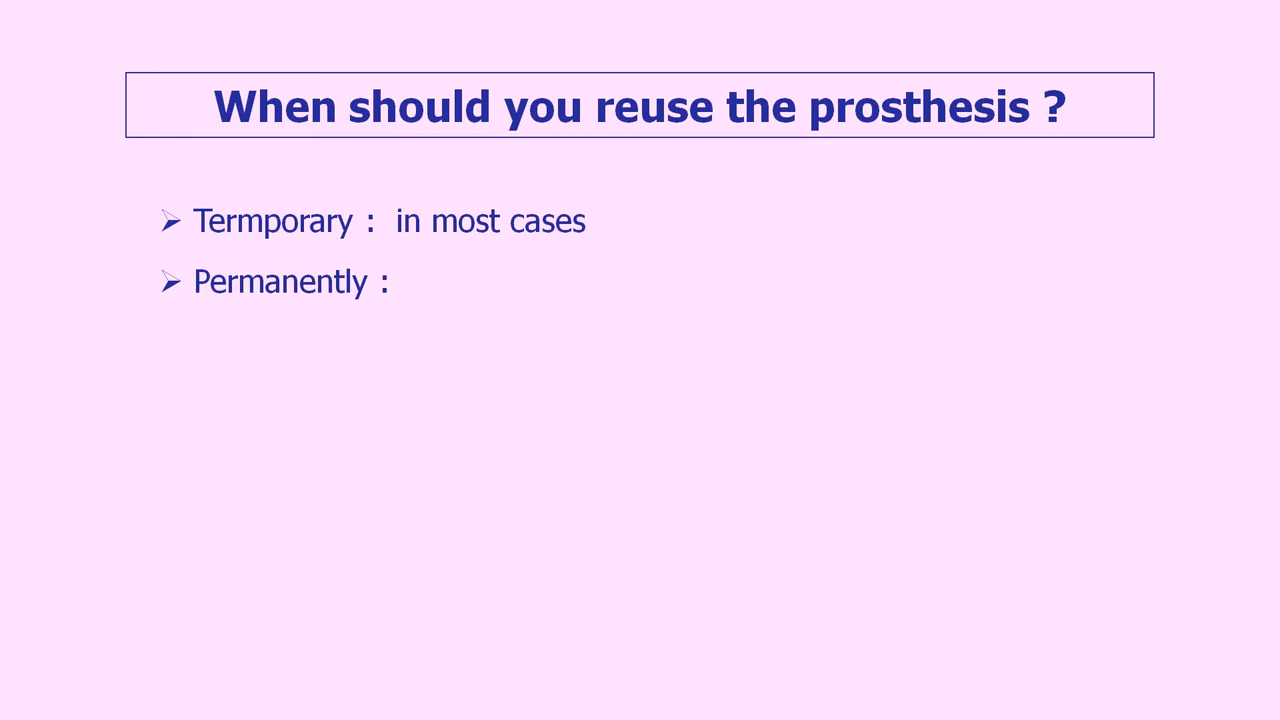 When should you reuse the prosthesis ?
➢ Termporary :  in most cases
➢ Permanently :